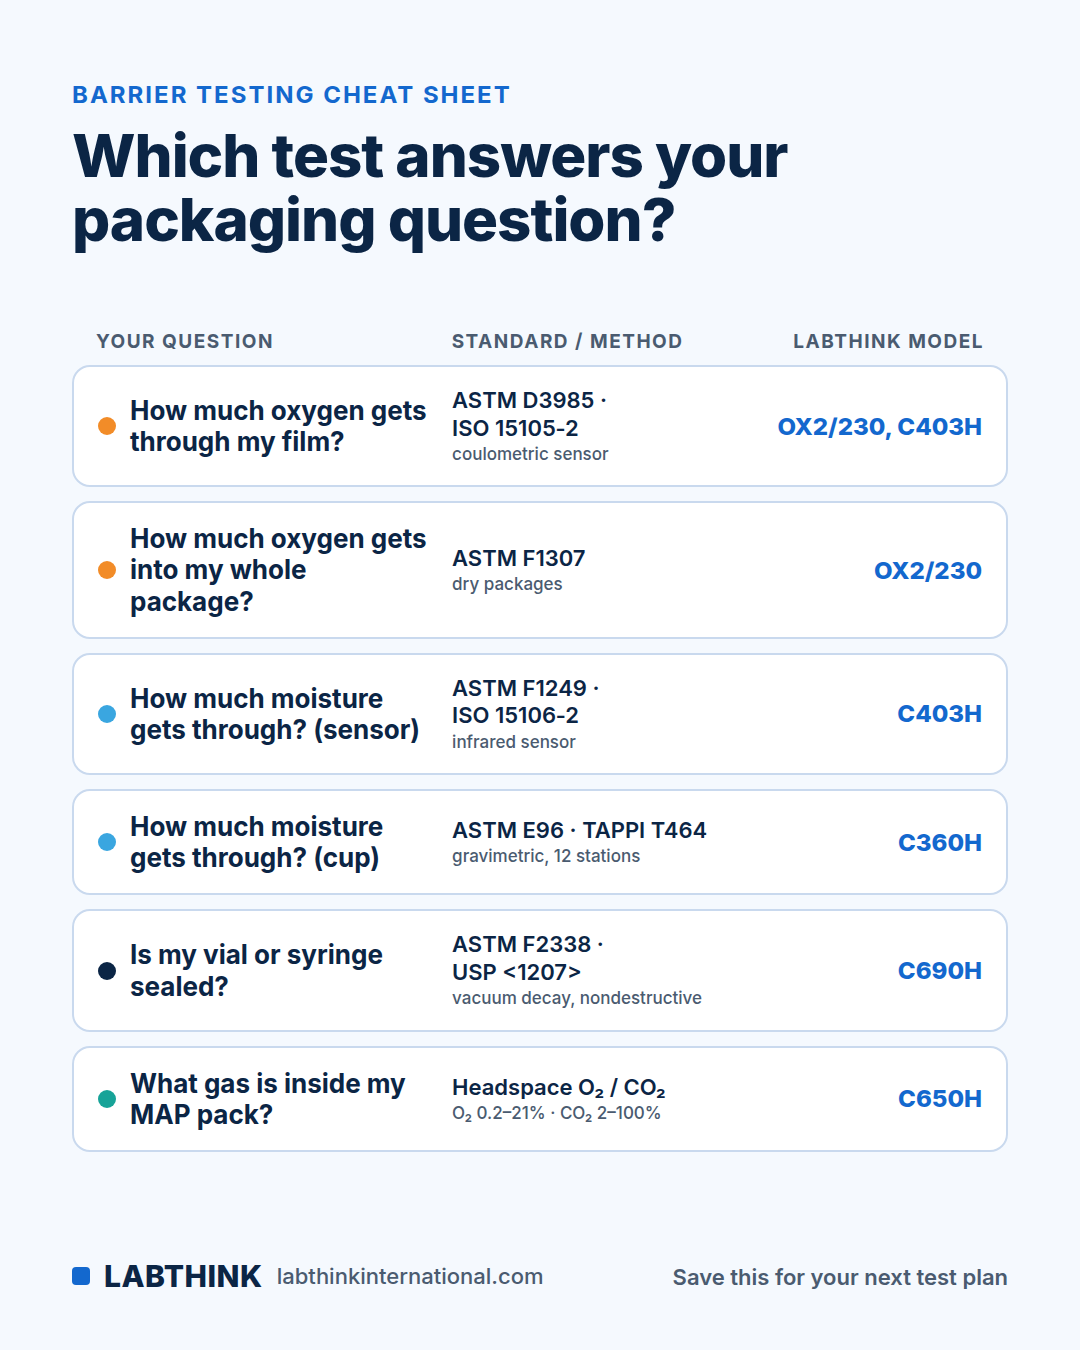 BARRIER TESTING CHEAT SHEET
Which test answers your
packaging question?
YOUR QUESTION STANDARD / METHOD LABTHINK MODEL
How much oxygen gets
through my film?
ASTM D3985 ·
ISO 15105-2
coulometric sensor
OX2/230, C403H
How much oxygen gets
into my whole
package?
ASTM F1307
dry packages
OX2/230
How much moisture
gets through? (sensor)
ASTM F1249 ·
ISO 15106-2
infrared sensor
C403H
How much moisture
gets through? (cup)
ASTM E96 · TAPPI T464
gravimetric, 12 stations
C360H
Is my vial or syringe
sealed?
ASTM F2338 ·
USP <1207>
vacuum decay, nondestructive
C690H
What gas is inside my
MAP pack?
Headspace O₂ / CO₂
O₂ 0.2–21% · CO₂ 2–100%
C650H
LABTHINK labthinkinternational.com
Save this for your next test plan